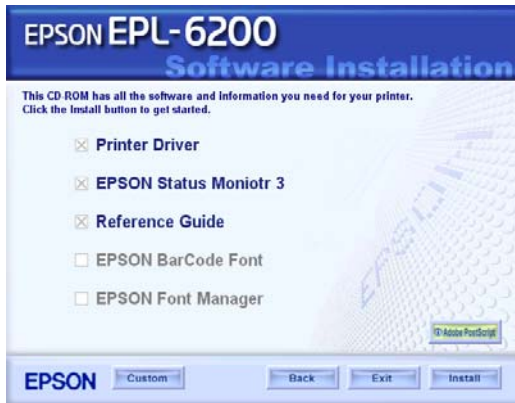 EPSON EPL-6200
Software Installation
This CD-ROM has all the software and information you need for your printer.
Click the Install button to get started.
Printer Driver
EPSON Status Moniotr 3
Reference Guide
EPSON BarCode Font
EPSON Font Manager
EPSON
Adobe PostScript
EPSON
Custom
Back
Exit
Install